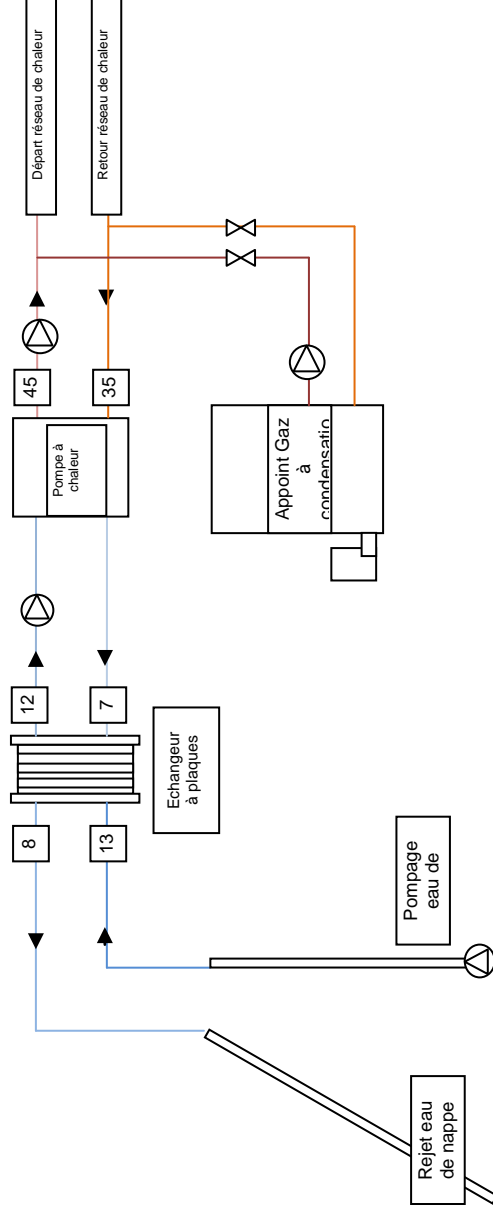 Départ réseau de chaleur
Retour réseau de chaleur
45
35
Pompe à
chaleur
Appoint Gaz
à
condensatio
12
7
Echangeur
à plaques
8
13
Pompage
eau de
Rejet eau
de nappe